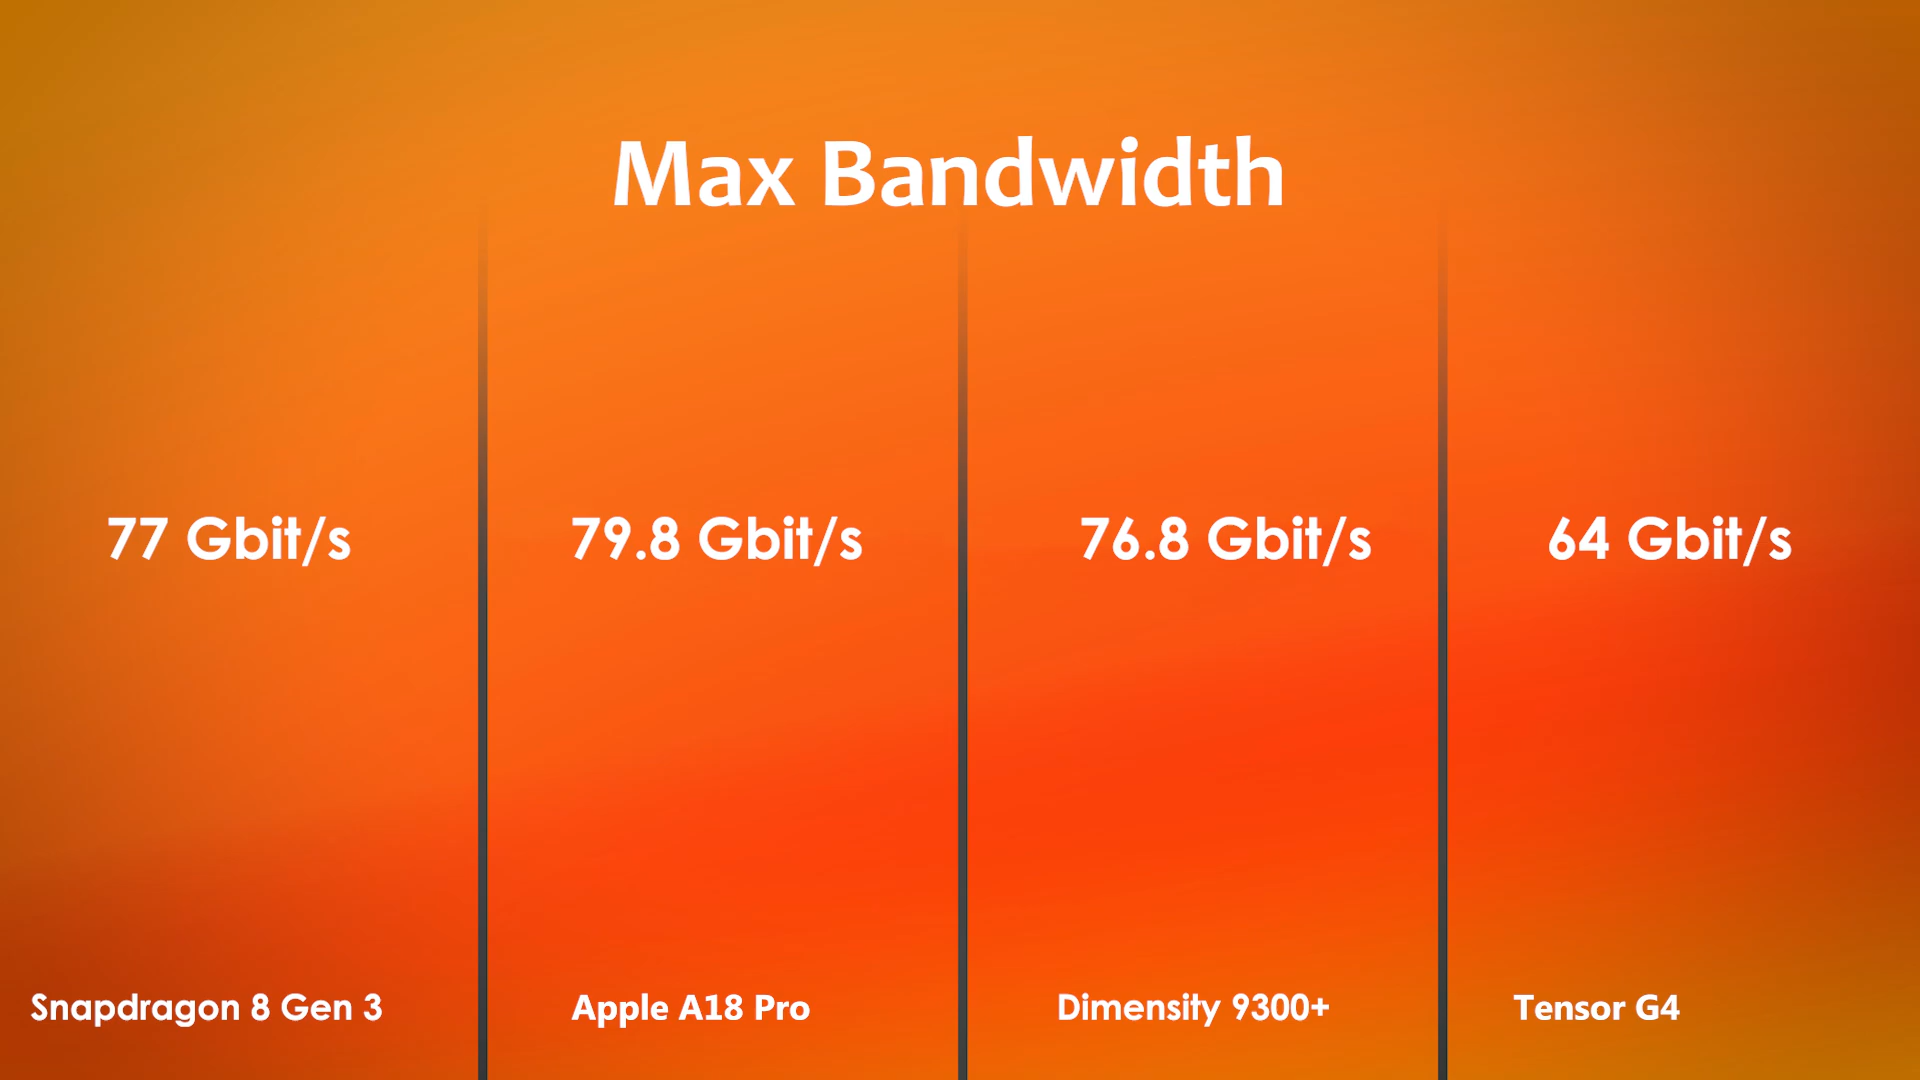 Max Bandwidth
77 Gbit/s
79.8 Gbit/s
76.8 Gbit/s
64 Gbit/s
Snapdragon 8 Gen 3
Apple A18 Pro
Dimensity 9300+
Tensor G4